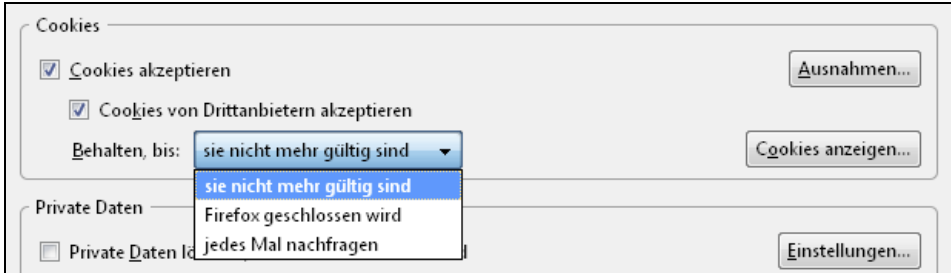 Cookies
Cookies akzeptieren
Ausnahmen...
Cookies von Drittanbietern akzeptieren
Behalten, bis: sie nicht mehr gültig sind
Cookies anzeigen...
sie nicht mehr gültig sind
Firefox geschlossen wird
jedes Mal nachfragen
Private Daten
Private Daten
Einstellungen...